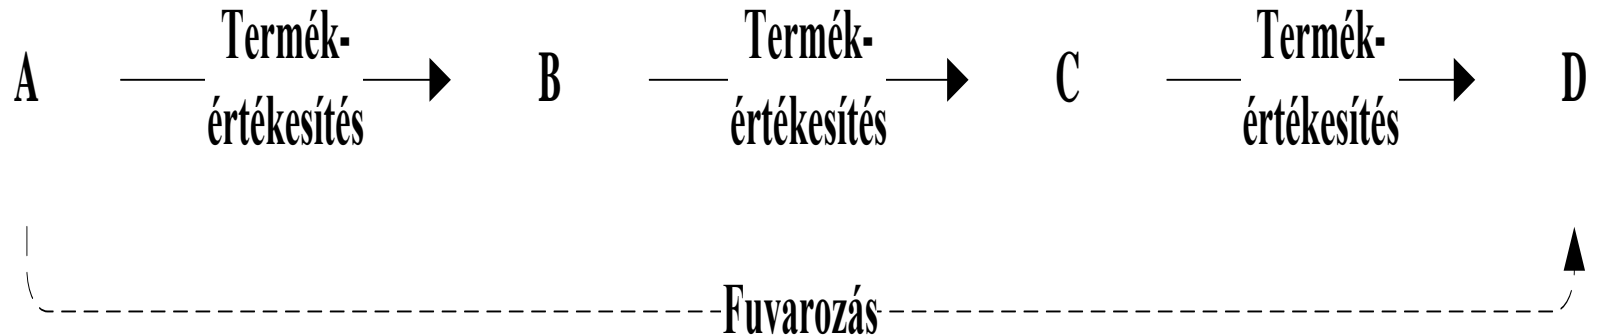 A
Termék-
értékesítés
B
Termék-
értékesítés
C
Termék-
értékesítés
D
Fuvarozás